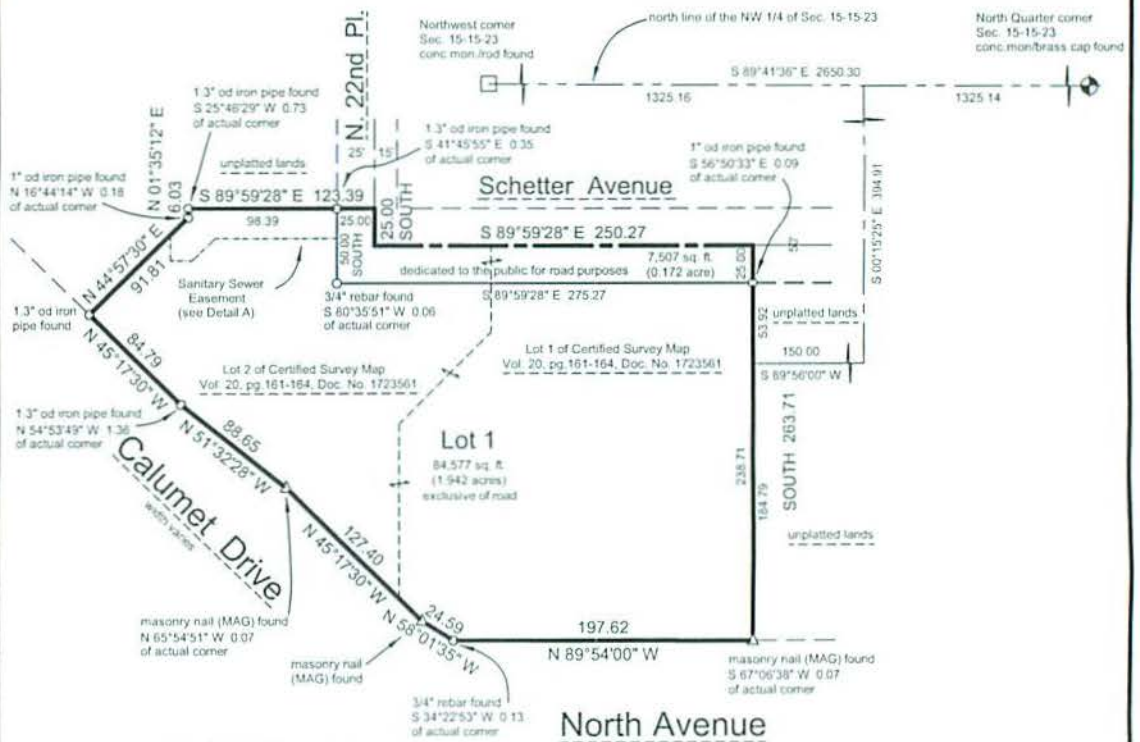 Northwest corner
Sec. 15-15-23
conc.mon./rod found
north line of the NW 1/4 of Sec. 15-15-23
North Quarter corner
Sec. 15-15-23
conc.mon/brass cap found
S 89°41'36" E 2650.30
1325.16
1325.14
N. 22nd Pl.
25'
15'
1.3" od iron pipe found
S 25°46'29" W 0.73
of actual corner
1.3" od iron pipe found
S 41°45'55" E 0.35
of actual corner
1" od iron pipe found
S 56°50'33" E 0.09
of actual corner
unplatted lands
1" od iron pipe found
N 16°44'14" W 0.18
of actual corner
N 01°35'12" E
6.03
S 89°59'28" E 123.39
98.39
25.00
25.00
SOUTH
50.00
SOUTH
Schetter Avenue
S 89°59'28" E 250.27
7,507 sq. ft.
(0.172 acre)
25.00
S 00°15'25" E 394.91
dedicated to the public for road purposes
S 89°59'28" E 275.27
N 44°57'30" E
91.81
Sanitary Sewer
Easement
(see Detail A)
3/4" rebar found
S 60°35'51" W 0.06
of actual corner
1.3" od iron
pipe found
53.92
unplatted lands
150.00
S 89°56'00" W
84.79
N 45°17'30" W
Lot 2 of Certified Survey Map
Vol. 20, pg.161-164, Doc. No. 1723561
Lot 1 of Certified Survey Map
Vol. 20, pg.161-164, Doc. No. 1723561
1.3" od iron pipe found
N 54°53'49" W 1.36
of actual corner
88.65
N 51°32'28" W
Lot 1
84,577 sq. ft.
(1.942 acres)
exclusive of road
238.71
184.79
SOUTH 263.71
Calumet Drive
width varies
127.40
N 45°17'30" W
unplatted lands
masonry nail (MAG) found
N 65°54'51" W 0.07
of actual corner
24.59
N 58°01'35" W
197.62
N 89°54'00" W
masonry nail
(MAG) found
masonry nail (MAG) found
S 67°06'38" W 0.07
of actual corner
3/4" rebar found
S 34°22'53" W 0.13
of actual corner
North Avenue